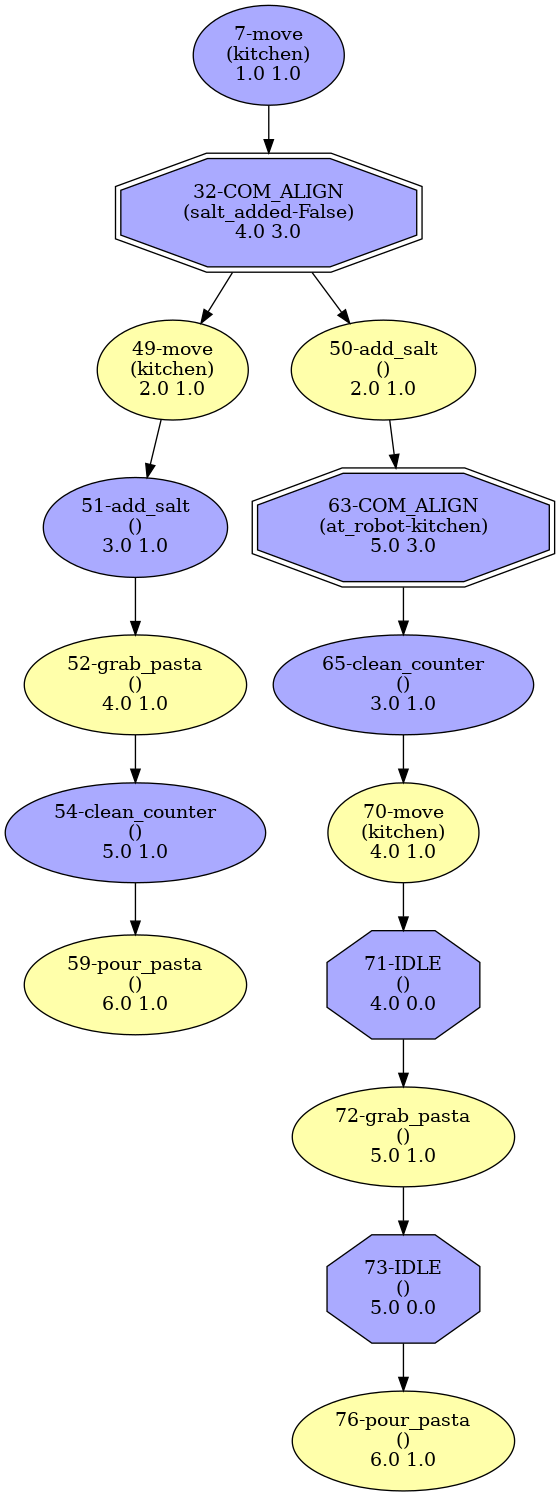 7-move
(kitchen)
1.0 1.0
32-COM_ALIGN
(salt_added-False)
4.0 3.0
49-move
(kitchen)
2.0 1.0
50-add_salt
()
2.0 1.0
51-add_salt
()
3.0 1.0
63-COM_ALIGN
(at_robot-kitchen)
5.0 3.0
52-grab_pasta
()
4.0 1.0
65-clean_counter
()
3.0 1.0
54-clean_counter
()
5.0 1.0
70-move
(kitchen)
4.0 1.0
59-pour_pasta
()
6.0 1.0
71-IDLE
()
4.0 0.0
72-grab_pasta
()
5.0 1.0
73-IDLE
()
5.0 0.0
76-pour_pasta
()
6.0 1.0